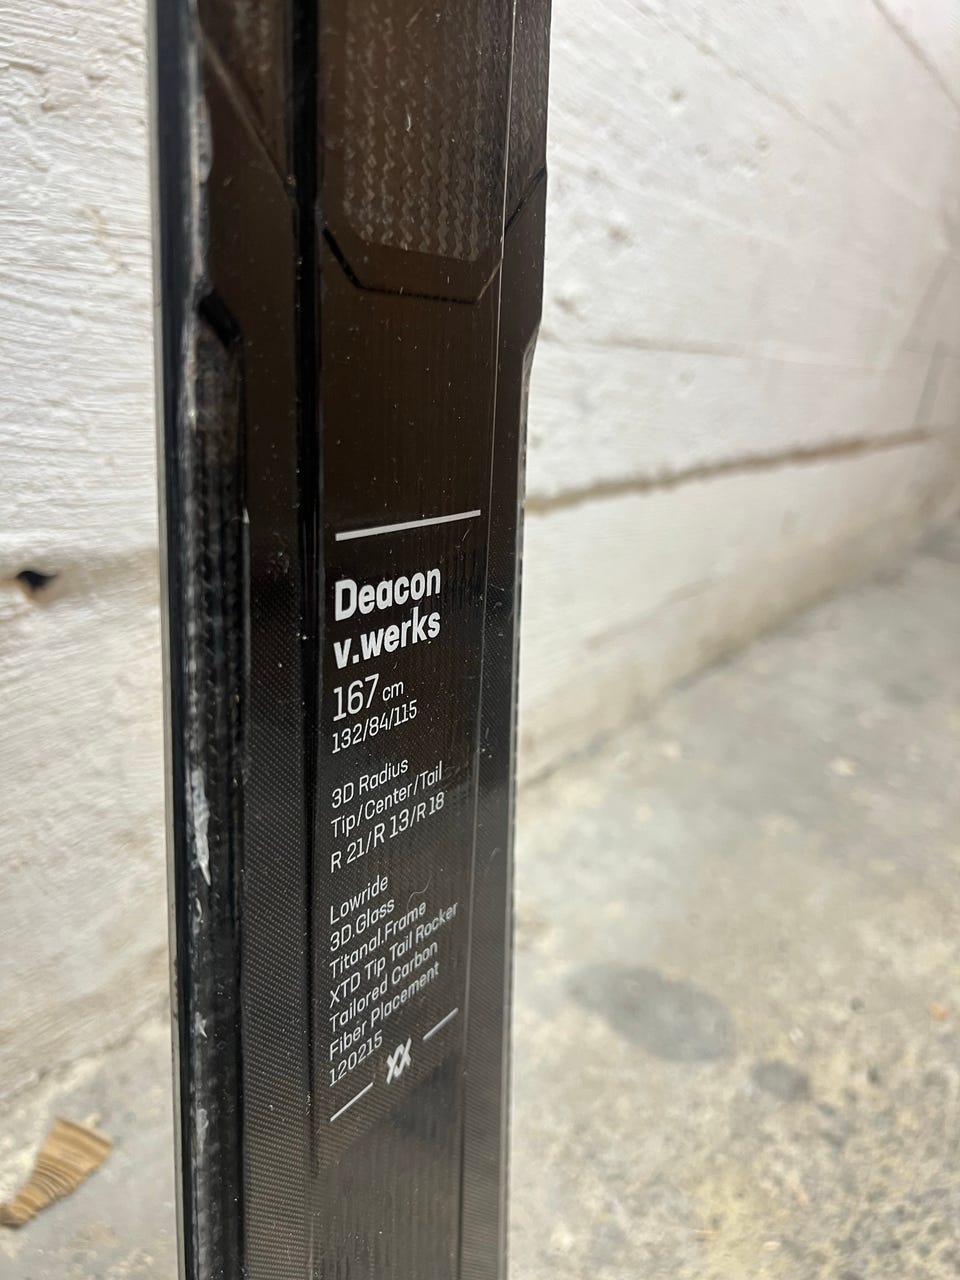 Deacon
v.werks
167 cm
132/84/115
3D Radius
Tip/Center/Tail
R 21/R 13/R 18
Lowride
3D.Glass
Titanal.Frame
XTD Tip Tail Rocker
Tailored Carbon
Fiber Placement
120215